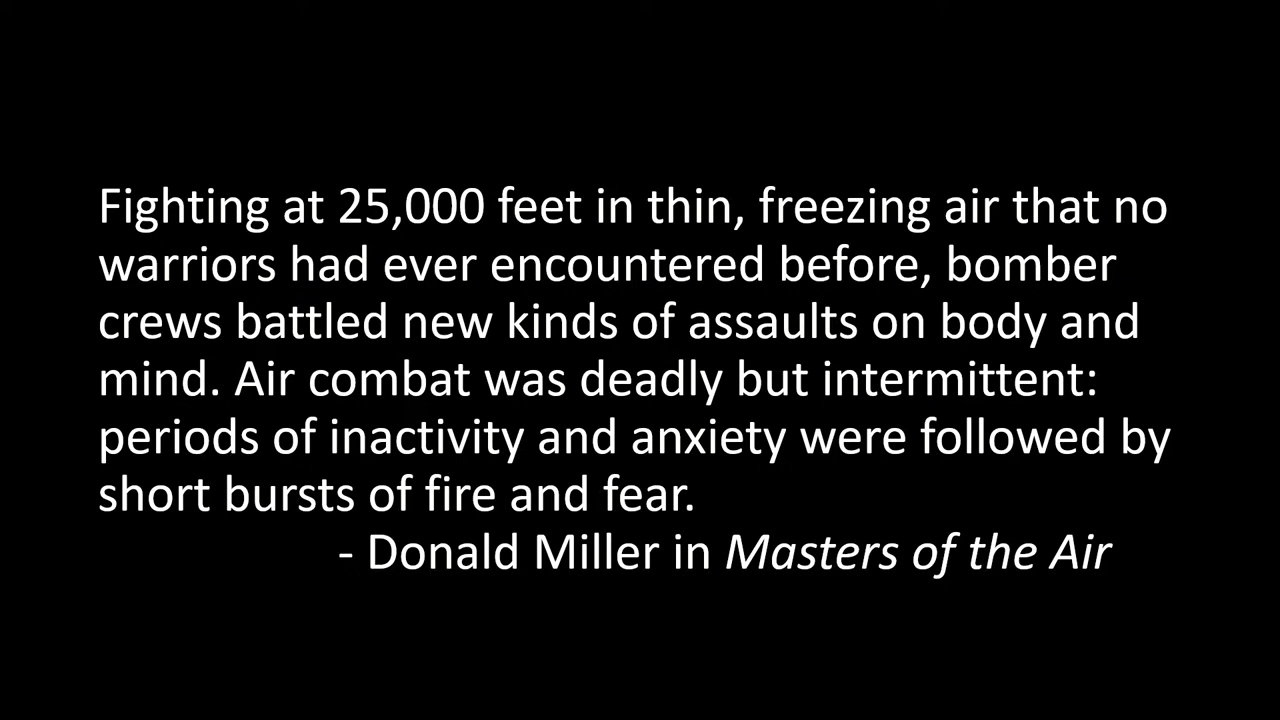 Fighting at 25,000 feet in thin, freezing air that no
warriors had ever encountered before, bomber
crews battled new kinds of assaults on body and
mind. Air combat was deadly but intermittent:
periods of inactivity and anxiety were followed by
short bursts of fire and fear.
- Donald Miller in Masters of the Air